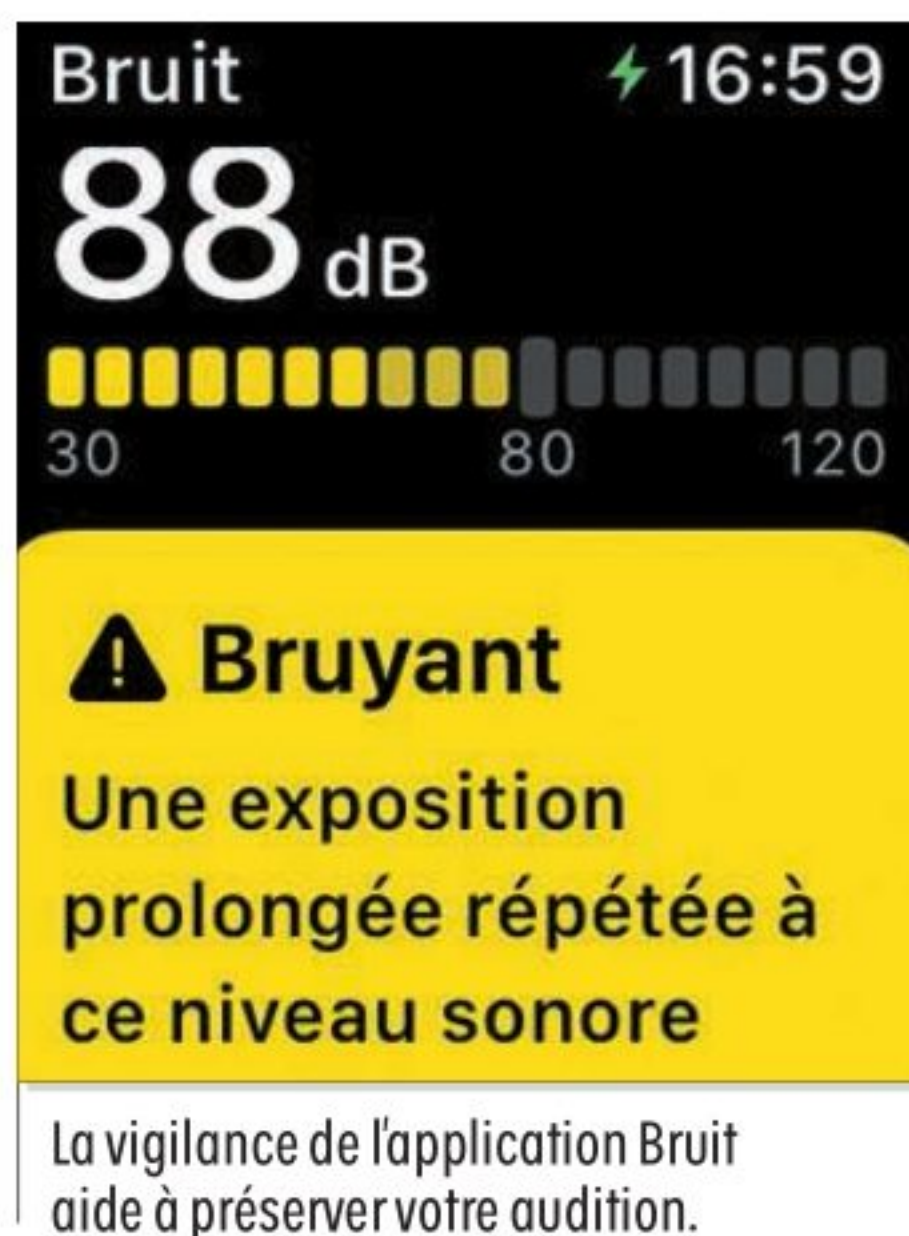 Bruit 16:59
88 dB
30 80 120
Bruyant
Une exposition
prolongée répétée à
ce niveau sonore
La vigilance de l'application Bruit
aide à préserver votre audition.